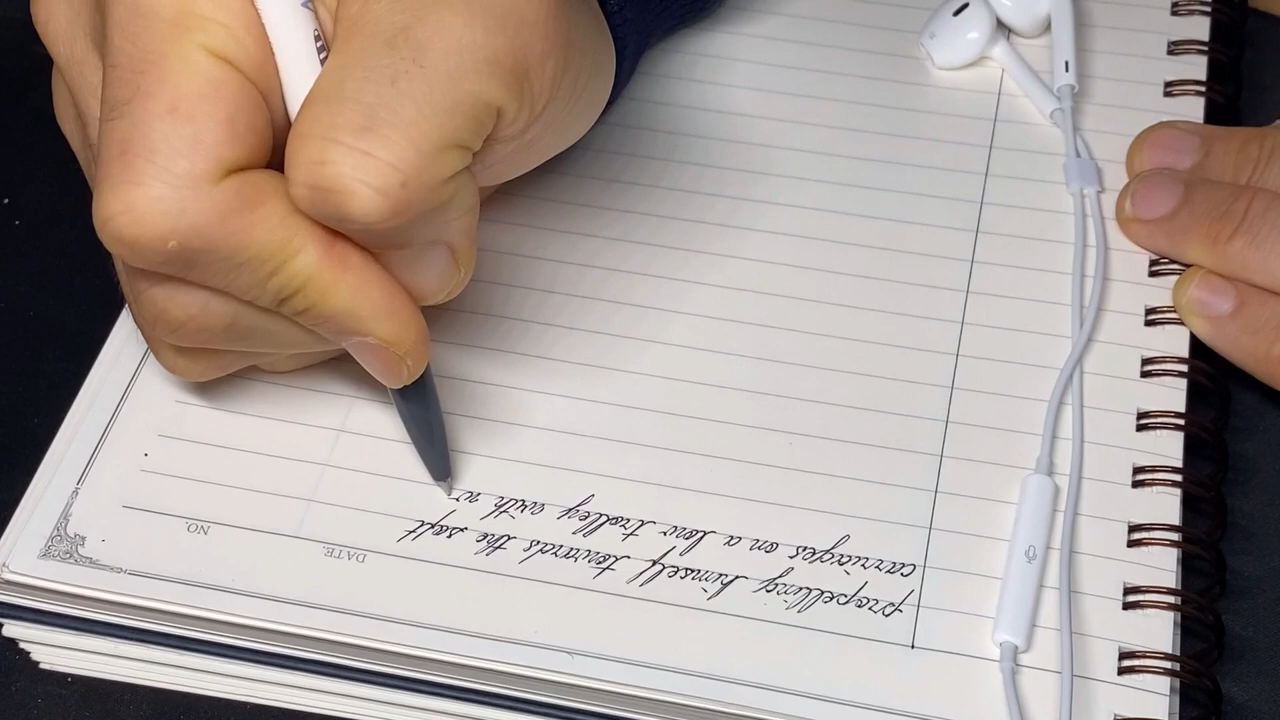 NO.
DATE.
propelling himself towards the soft
carriages on a low trolley with w